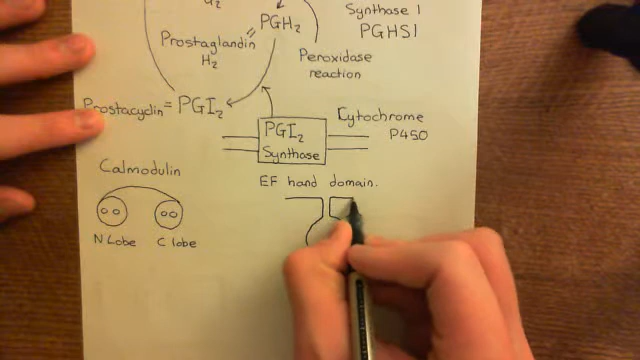 G₂
PGH₂
Prostaglandin =
H₂
Synthase 1
PGHS1
Peroxidase
reaction
Prostacyclin = PGI₂
PGI₂
Synthase
Cytochrome
P450
Calmodulin
N Lobe
C lobe
EF hand domain.